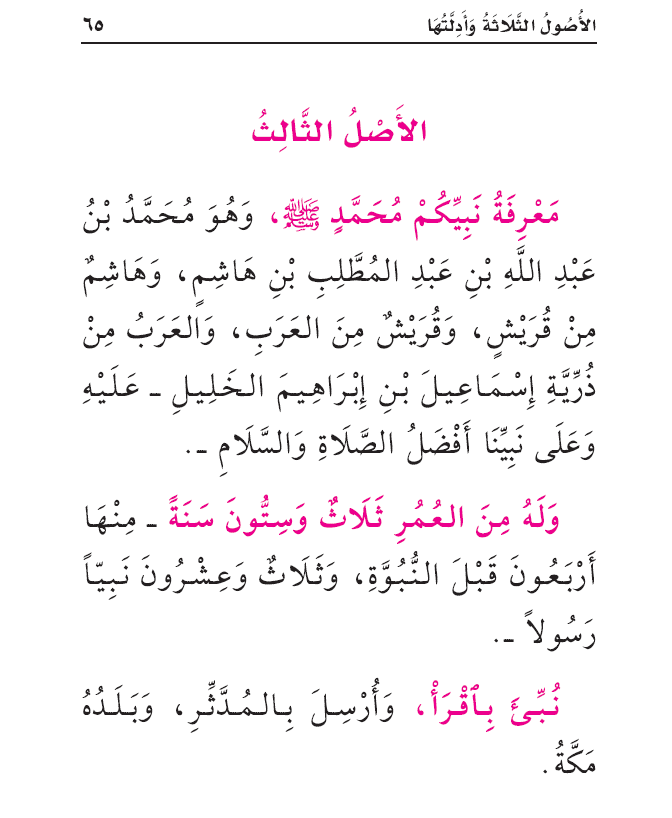 الأُصُولُ الثَّلَاثَةُ وَأَدِلَّتُهَا ٦٥
الأَصْلُ الثَّالِثُ
مَعْرِفَةُ نَبِيِّكُمْ مُحَمَّدٍ ﷺ، وَهُوَ مُحَمَّدُ بْنُ
عَبْدِ اللَّهِ بْنِ عَبْدِ المُطَّلِبِ بْنِ هَاشِمٍ، وَهَاشِمٌ
مِنْ قُرَيْشٍ، وَقُرَيْشٌ مِنَ العَرَبِ، وَالعَرَبُ مِنْ
ذُرِّيَّةِ إِسْمَاعِيلَ بْنِ إِبْرَاهِيمَ الخَلِيلِ ـ عَلَيْهِ
وَعَلَى نَبِيِّنَا أَفْضَلُ الصَّلَاةِ وَالسَّلَامِ ـ.
وَلَهُ مِنَ العُمُرِ ثَلَاثٌ وَسِتُّونَ سَنَةً ـ مِنْهَا
أَرْبَعُونَ قَبْلَ النُّبُوَّةِ، وَثَلَاثٌ وَعِشْرُونَ نَبِيّاً
رَسُولاً ـ.
نُبِّئَ بِٱقْرَأْ، وَأُرْسِلَ بِالمُدَّثِّرِ، وَبَلَدُهُ
مَكَّةُ.